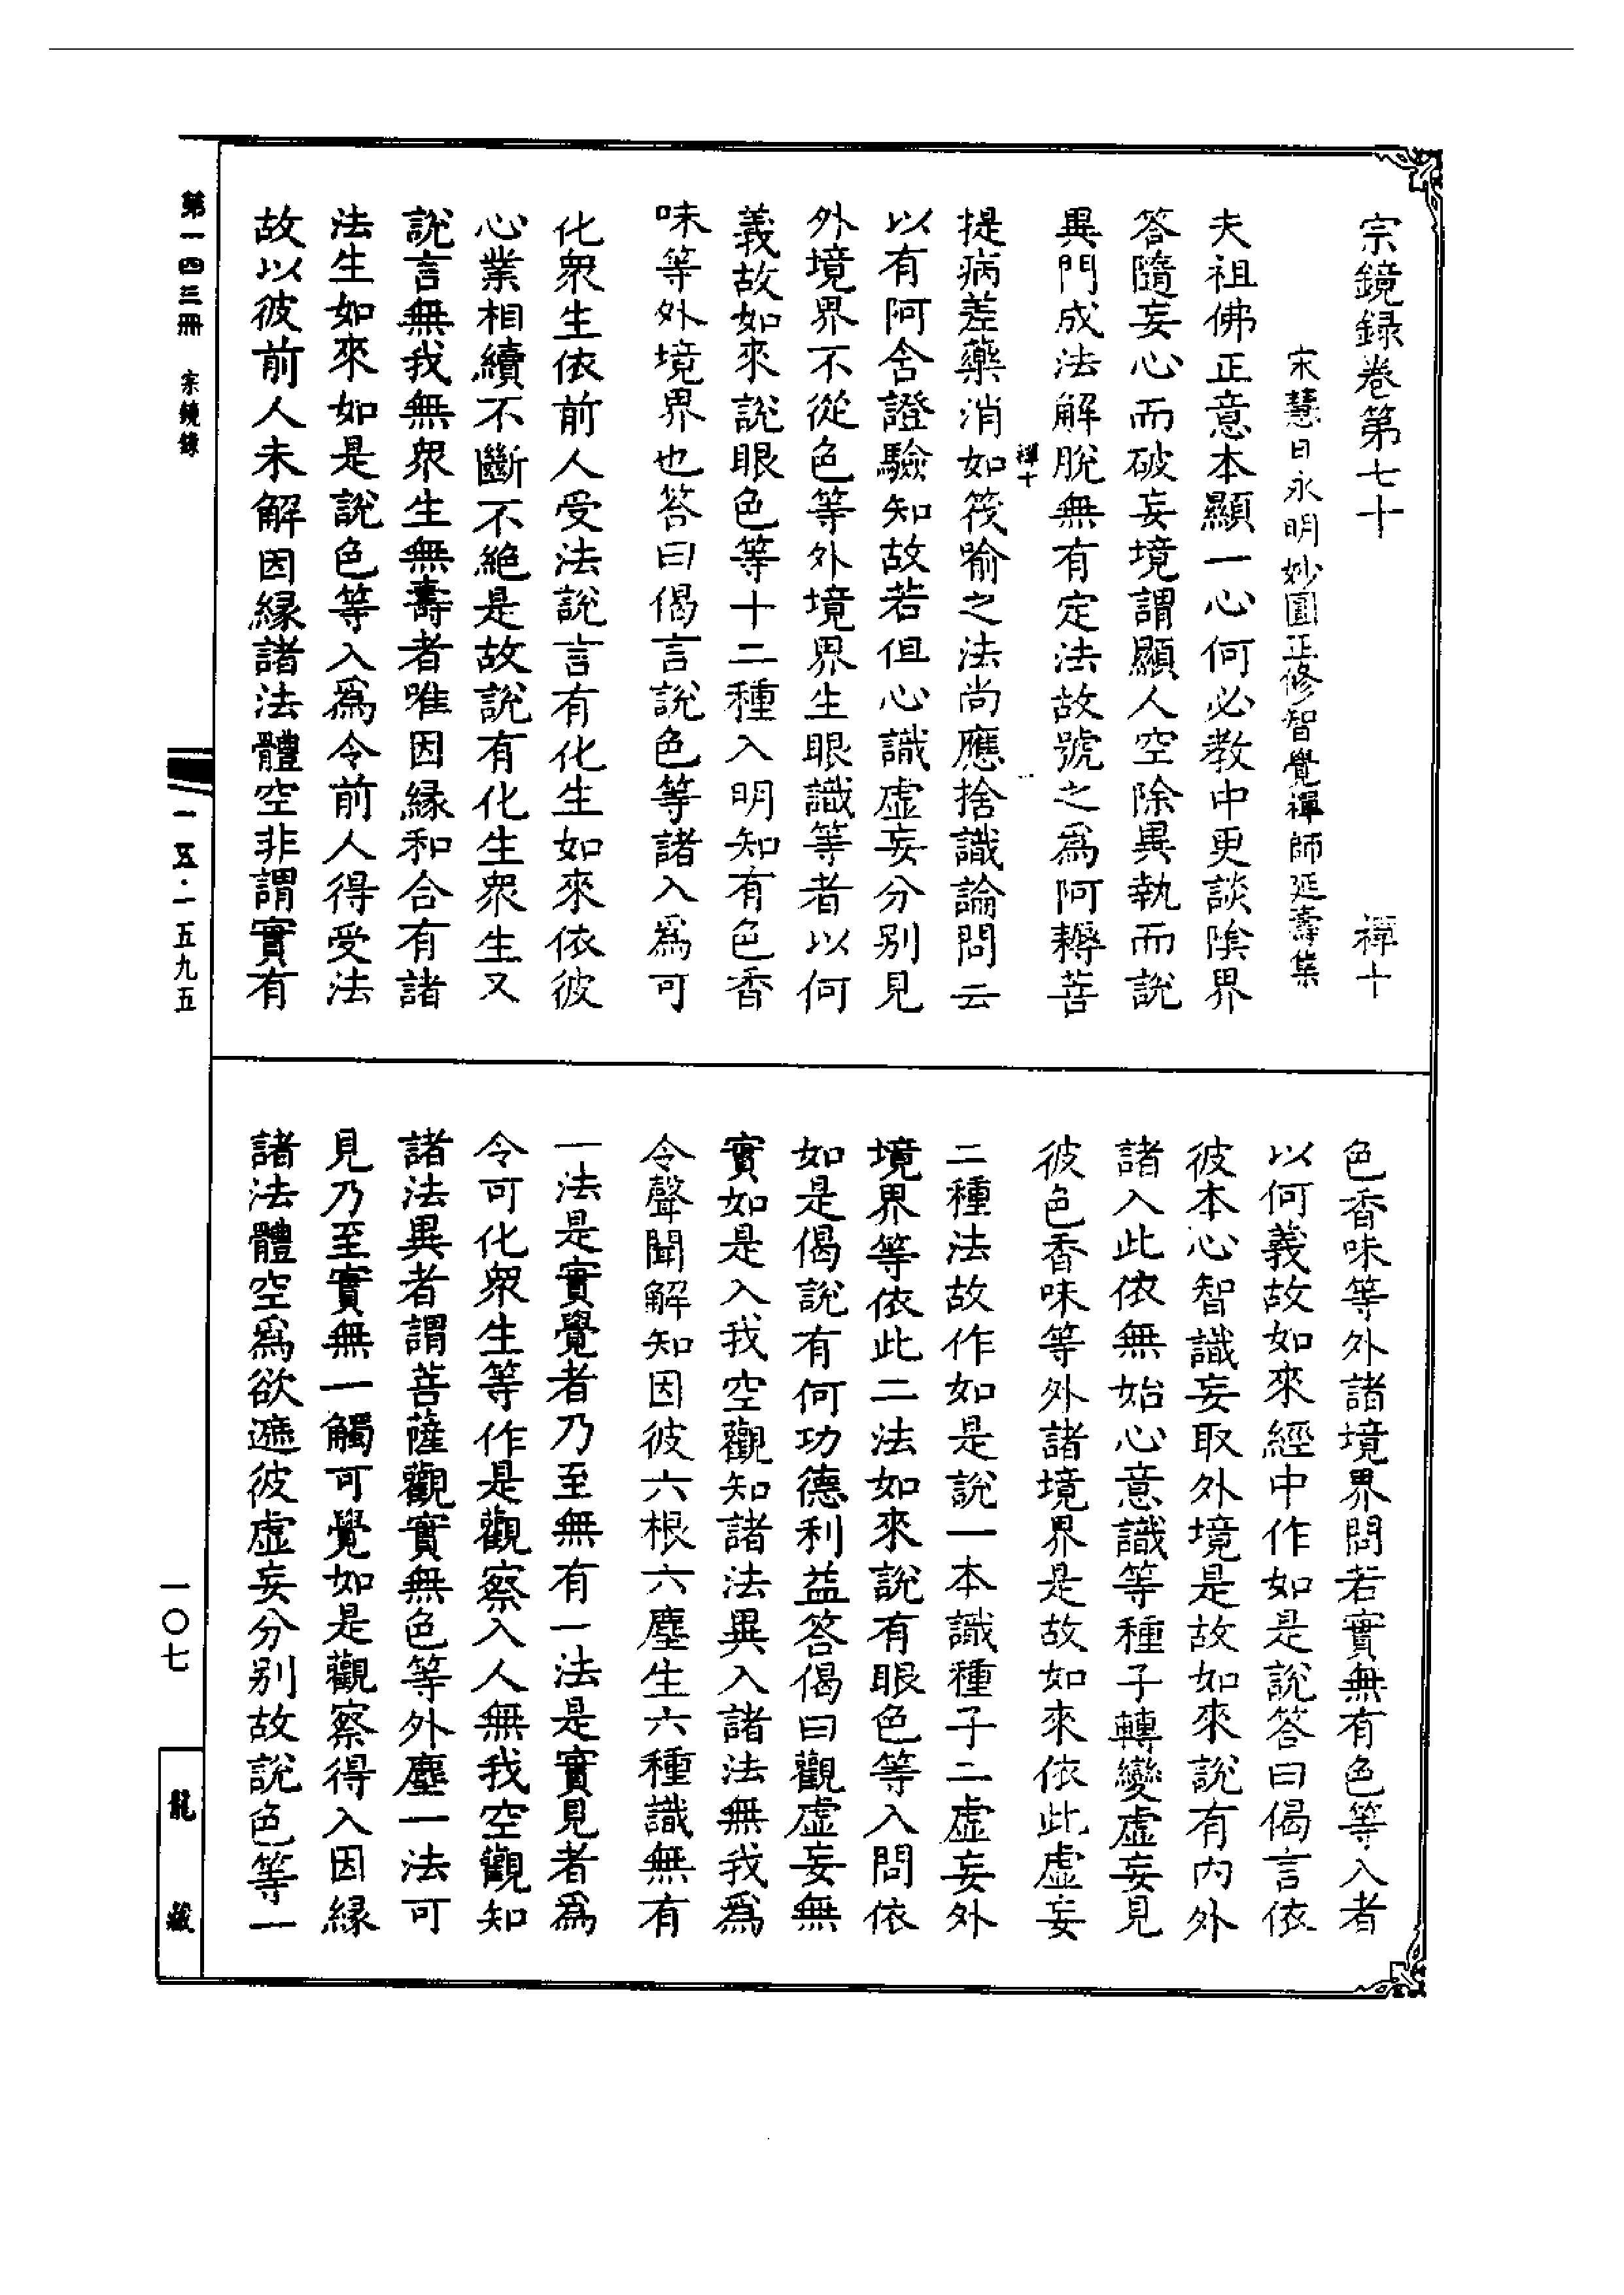 宗鏡録卷第七十　禪十
宋慧日永明妙圓正修智覺禪師延壽集
夫祖佛正意本顯一心何必教中更談陰界
答隨妄心而破妄境謂顯人空除異執而說
異門成法解脫無有定法故號之爲阿耨菩
禪十
提病差藥消如筏喻之法尚應捨識論問云
以有阿含證驗知故若但心識虛妄分别見
外境界不從色等外境界生眼識等者以何
義故如來說眼色等十二種入明知有色香
味等外境界也答曰偈言說色等諸入爲可
化衆生依前人受法說言有化生如來依彼
心業相續不斷不絕是故說有化生衆生又
說言無我無衆生無壽者唯因緣和合有諸
法生如來如是說色等入爲令前人得受法
故以彼前人未解因緣諸法體空非謂實有
色香味等外諸境界問若實無有色等入者
以何義故如來經中作如是說答曰偈言依
彼本心智識妄取外境是故如來說有内外
諸入此依無始心意識等種子轉變虛妄見
彼色香味等外諸境界是故如來依此虛妄
二種法故作如是說一本識種子二虛妄外
境界等依此二法如來說有眼色等入問依
如是偈說有何功德利益答偈曰觀虛妄無
實如是入我空觀知諸法異入諸法無我爲
令聲聞解知因彼六根六塵生六種識無有
一法是實覺者乃至無有一法是實見者爲
令可化衆生等作是觀察入人無我空觀知
諸法異者謂菩薩觀實無色等外塵一法可
見乃至實無一觸可覺如是觀察得入因緣
諸法體空爲欲遮彼虛妄分别故說色等一
第一四三冊　宗鏡錄
一一五·一五九五
一〇七
龍藏